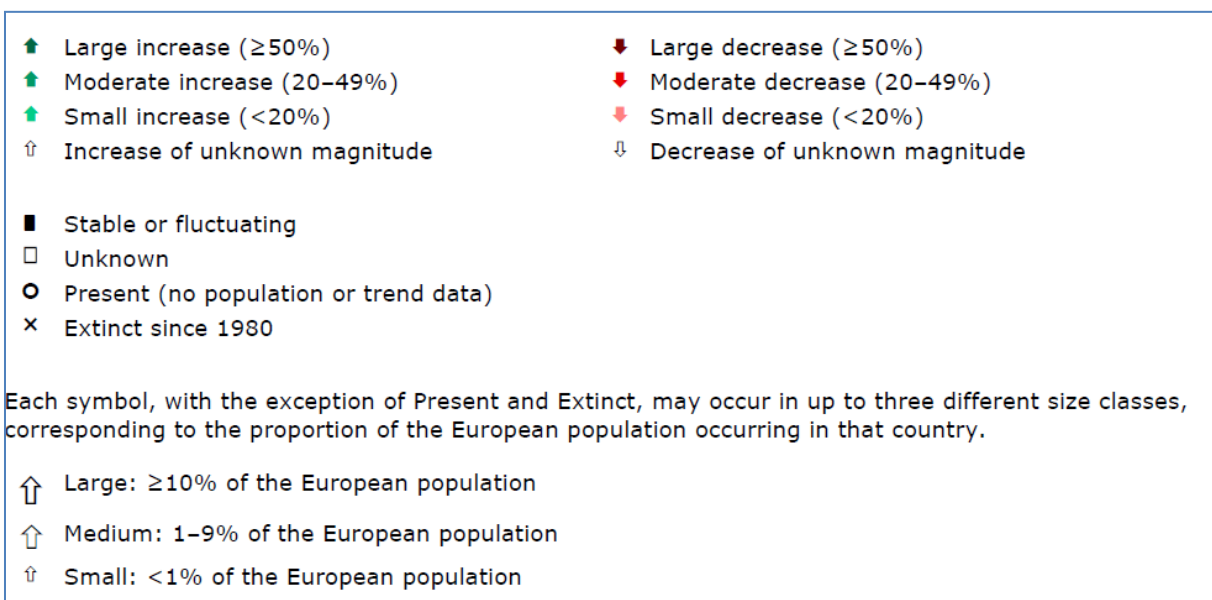 Large increase (≥50%) Large decrease (≥50%)
Moderate increase (20–49%) Moderate decrease (20–49%)
Small increase (<20%) Small decrease (<20%)
Increase of unknown magnitude Decrease of unknown magnitude
Stable or fluctuating
Unknown
Present (no population or trend data)
Extinct since 1980
Each symbol, with the exception of Present and Extinct, may occur in up to three different size classes,
corresponding to the proportion of the European population occurring in that country.
Large: ≥10% of the European population
Medium: 1–9% of the European population
Small: <1% of the European population